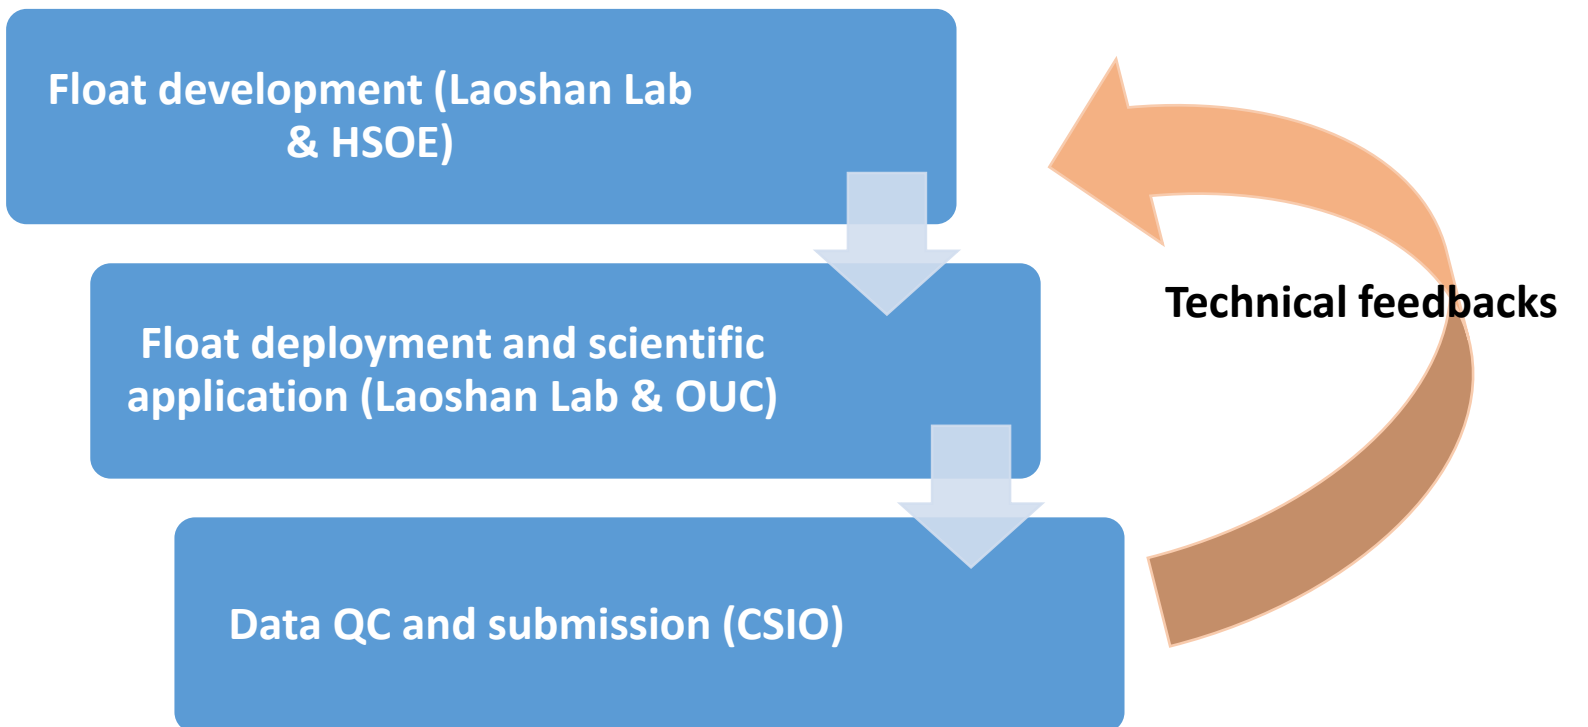 Float development (Laoshan Lab
& HSOE)
Technical feedbacks
Float deployment and scientific
application (Laoshan Lab & OUC)
Data QC and submission (CSIO)